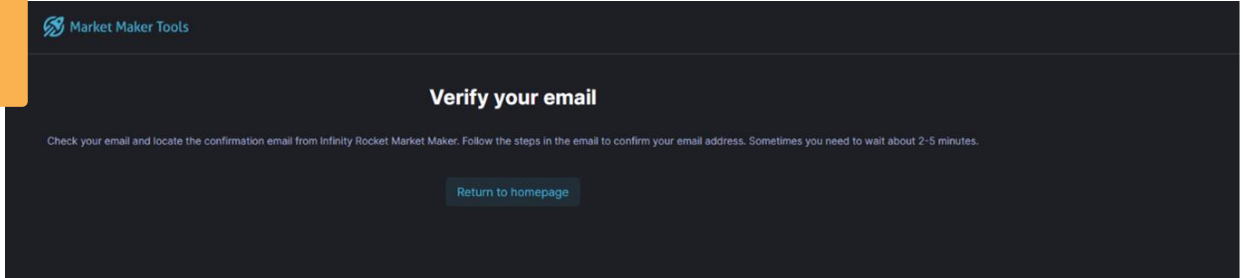 Market Maker Tools
Verify your email
Check your email and locate the confirmation email from Infinity Rocket Market Maker. Follow the steps in the email to confirm your email address. Sometimes you need to wait about 2-5 minutes.
Return to homepage